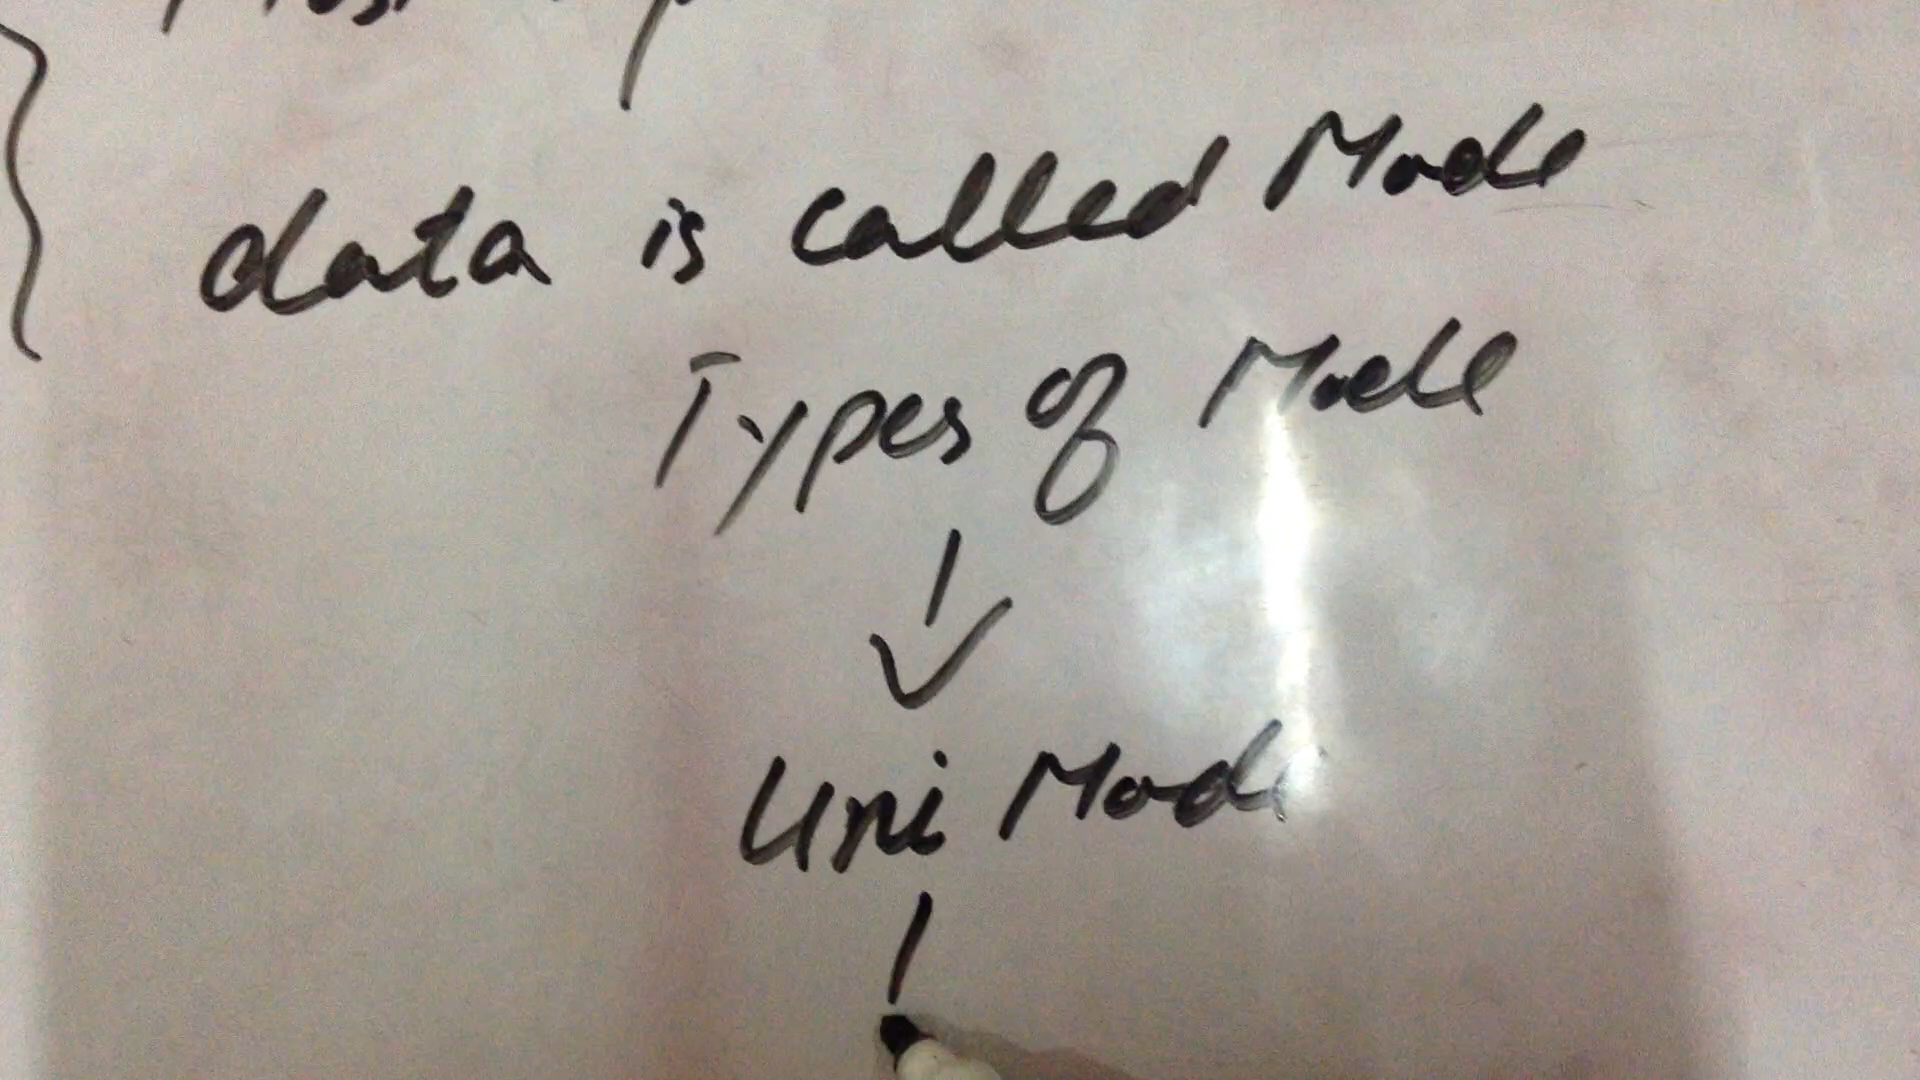 data is called Mode
Types of Mode
Uni Mode